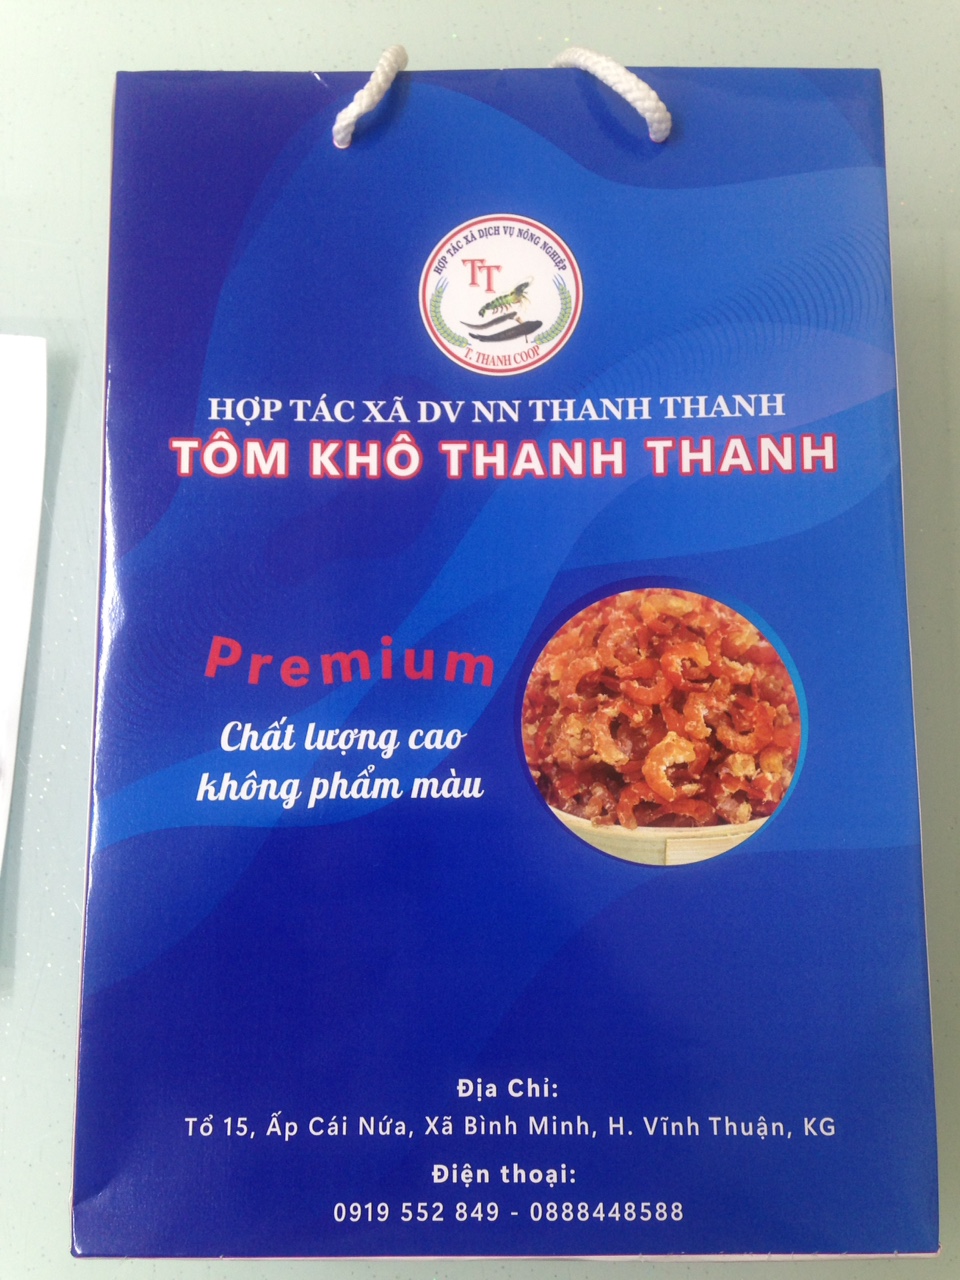 HỢP TÁC XÃ DỊCH VỤ NÔNG NGHIỆP
TT
T. THANH COOP
HỢP TÁC XÃ DV NN THANH THANH
TÔM KHÔ THANH THANH
Premium
Chất lượng cao
không phẩm màu
Địa Chỉ:
Tổ 15, Ấp Cái Nứa, Xã Bình Minh, H. Vĩnh Thuận, KG
Điện thoại:
0919 552 849 - 0888448588